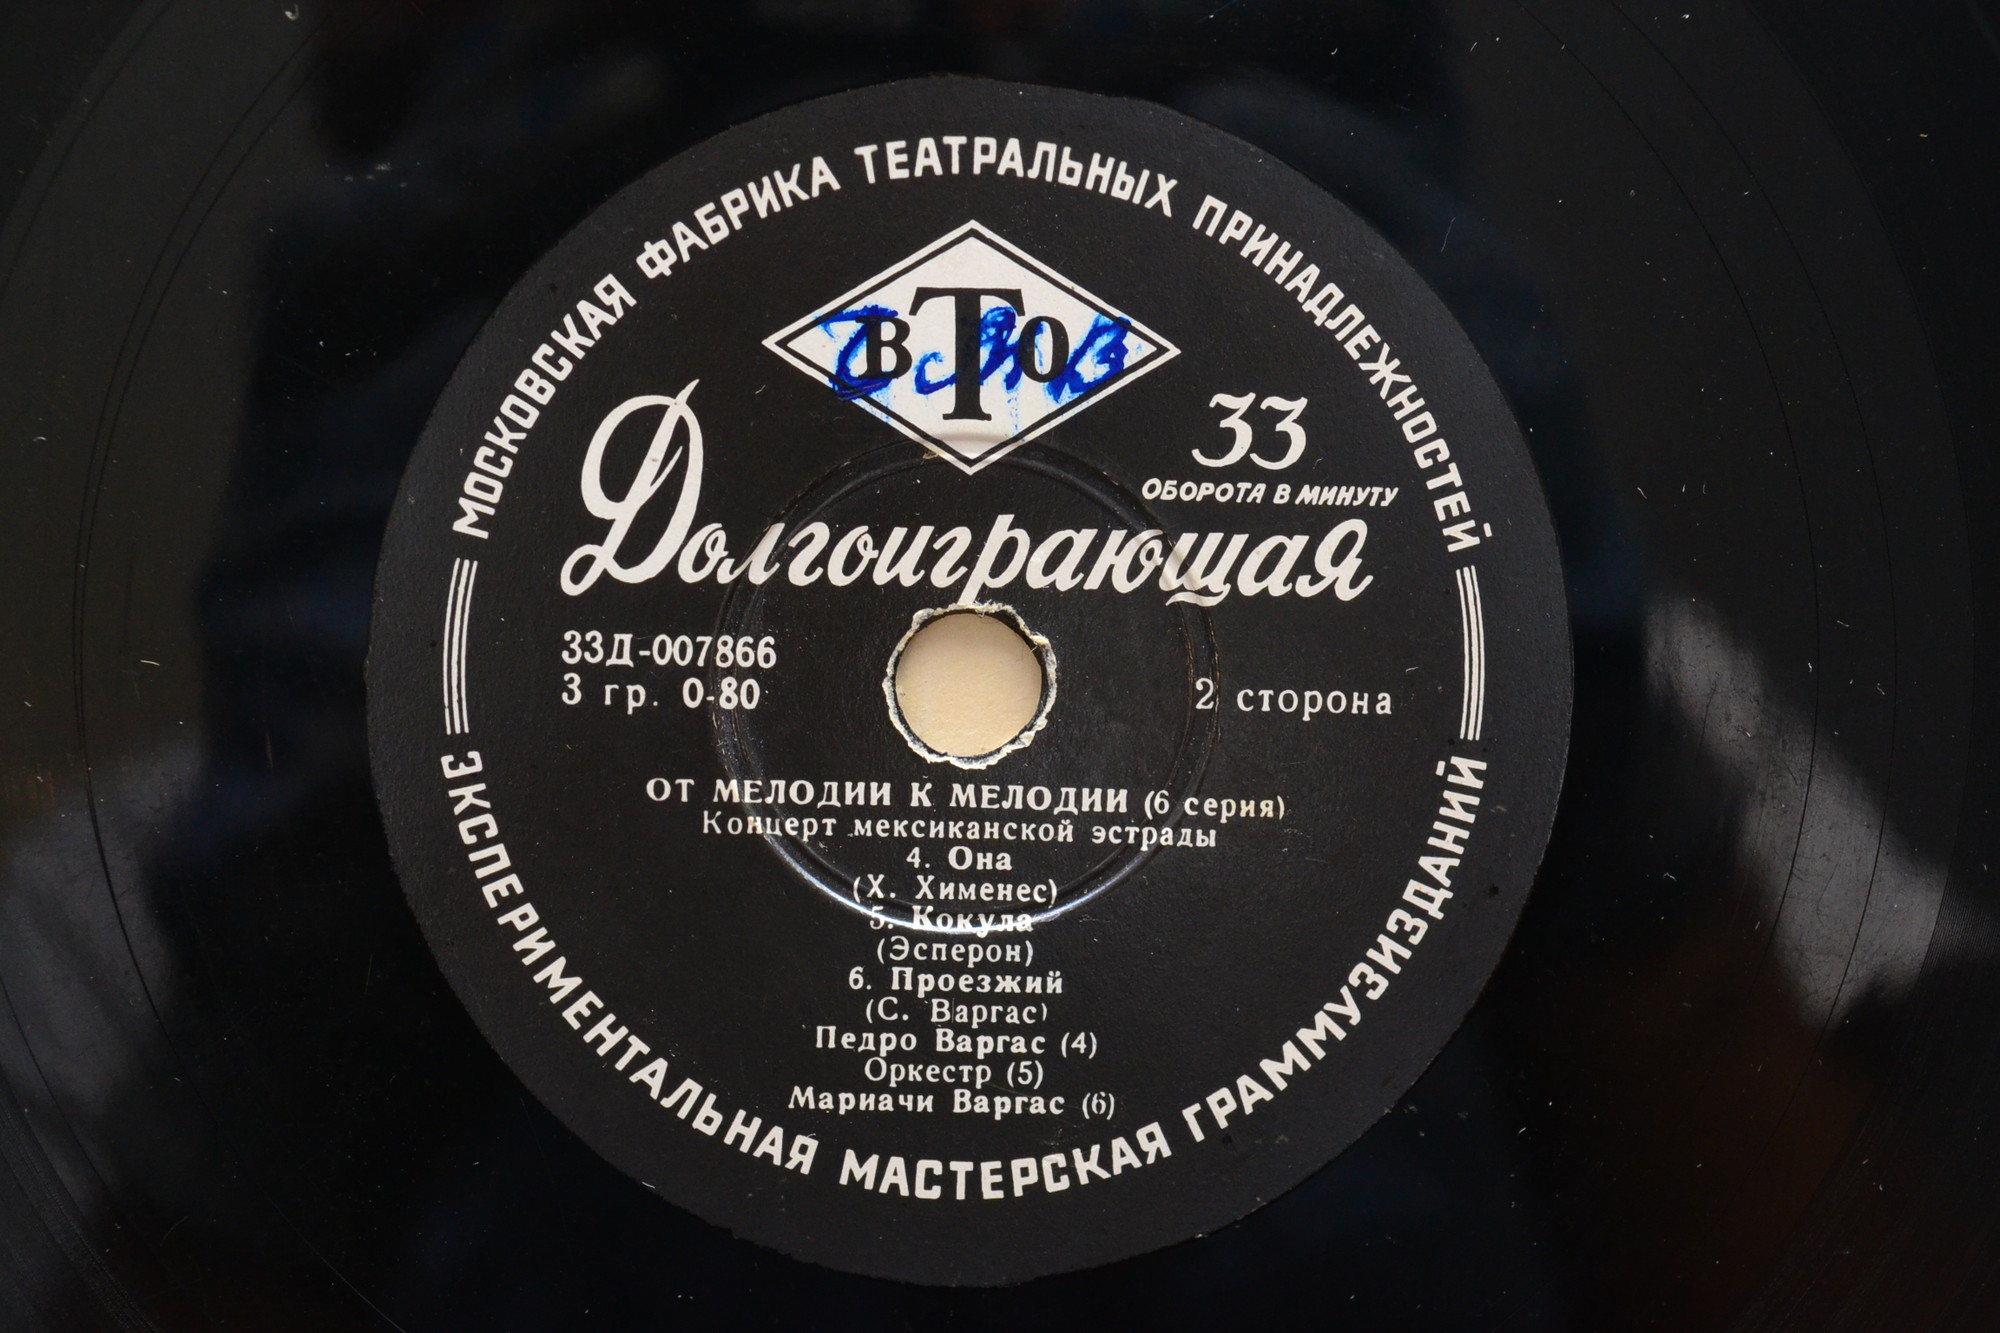 МОСКОВСКАЯ ФАБРИКА ТЕАТРАЛЬНЫХ ПРИНАДЛЕЖНОСТЕЙ
ВТО
33
ОБОРОТА В МИНУТУ
Долгоиграющая
33Д-007866
3 гр. 0-80
2 сторона
ОТ МЕЛОДИИ К МЕЛОДИИ (6 серия)
Концерт мексиканской эстрады
4. Она
(Х. Хименес)
5. Кокула
(Эсперон)
6. Проезжий
(С. Варгас)
Педро Варгас (4)
Оркестр (5)
Мариачи Варгас (6)
ЭКСПЕРИМЕНТАЛЬНАЯ МАСТЕРСКАЯ ГРАММУЗИЗДАНИЙ